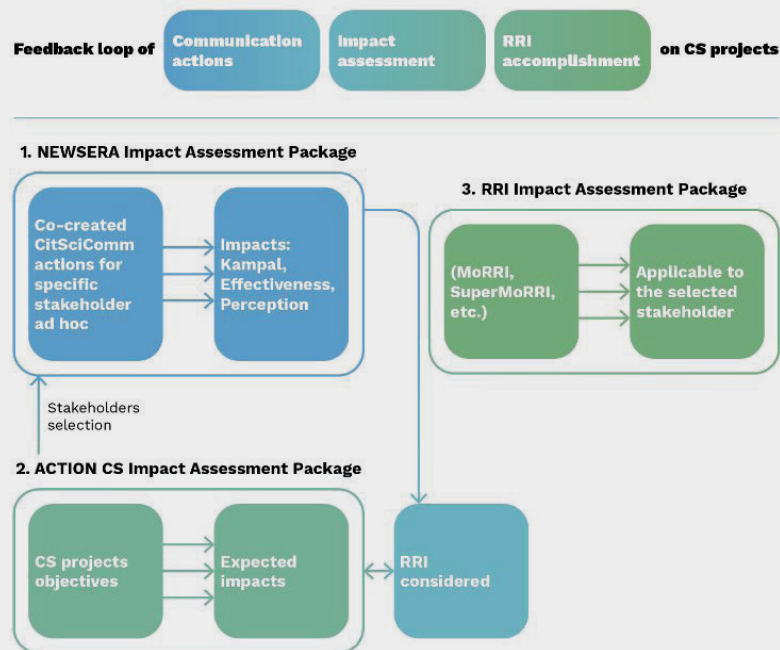 Feedback loop of
Communication
actions
Impact
assessment
RRI
accomplishment
on CS projects
1. NEWSERA Impact Assessment Package
Co-created
CitSciComm
actions for
specific
stakeholder
ad hoc
Impacts:
Kampal,
Effectiveness,
Perception
3. RRI Impact Assessment Package
(MoRRI,
SuperMoRRI,
etc.)
Applicable to
the selected
stakeholder
Stakeholders
selection
2. ACTION CS Impact Assessment Package
CS projects
objectives
Expected
impacts
RRI
considered